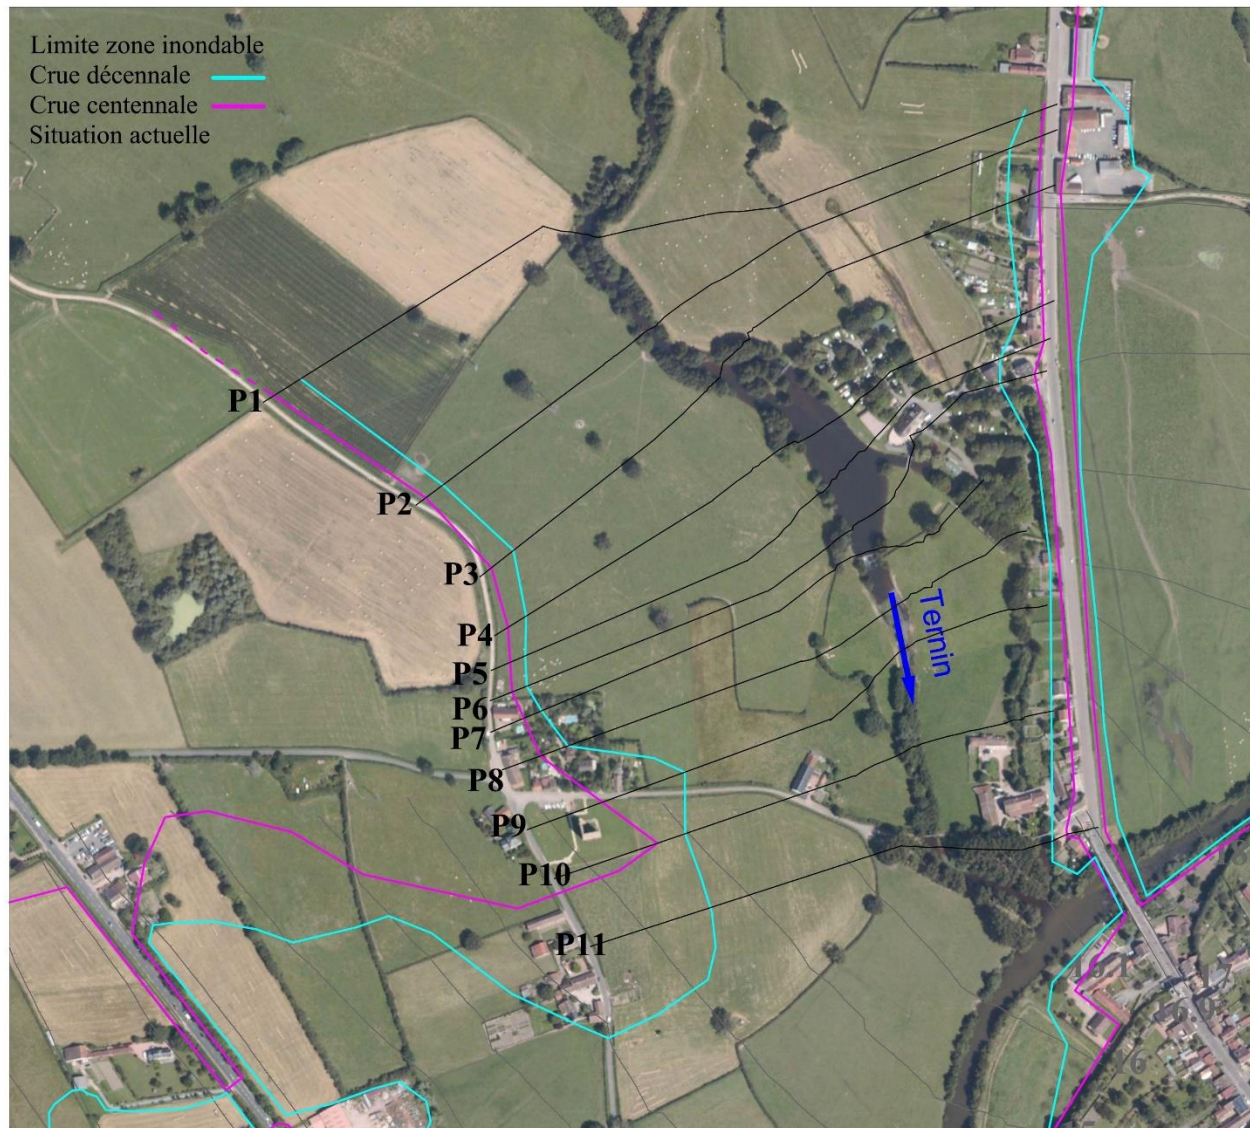 Limite zone inondable
Crue décennale
Crue centennale
Situation actuelle
P1
P2
P3
P4
P5
P6
P7
P8
P9
P10
P11
Ternin
16